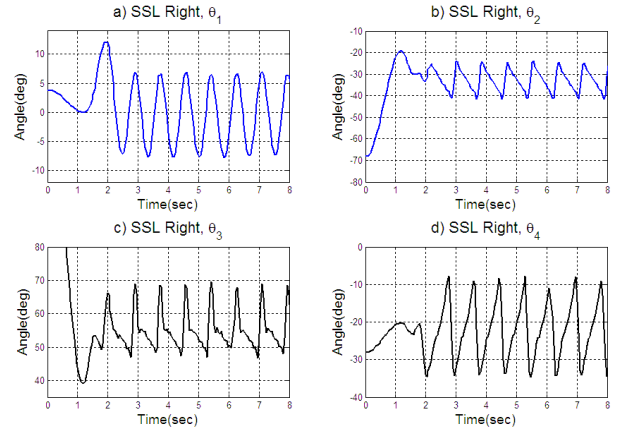 a) SSL Right, θ1
b) SSL Right, θ2
10
5
0
-5
-10
Angle(deg)
0 1 2 3 4 5 6 7 8
Time(sec)
-10
-20
-30
-40
-50
-60
-70
-80
Angle(deg)
0 1 2 3 4 5 6 7 8
Time(sec)
c) SSL Right, θ3
d) SSL Right, θ4
80
70
60
50
40
Angle(deg)
0 1 2 3 4 5 6 7 8
Time(sec)
0
-10
-20
-30
-40
Angle(deg)
0 1 2 3 4 5 6 7 8
Time(sec)